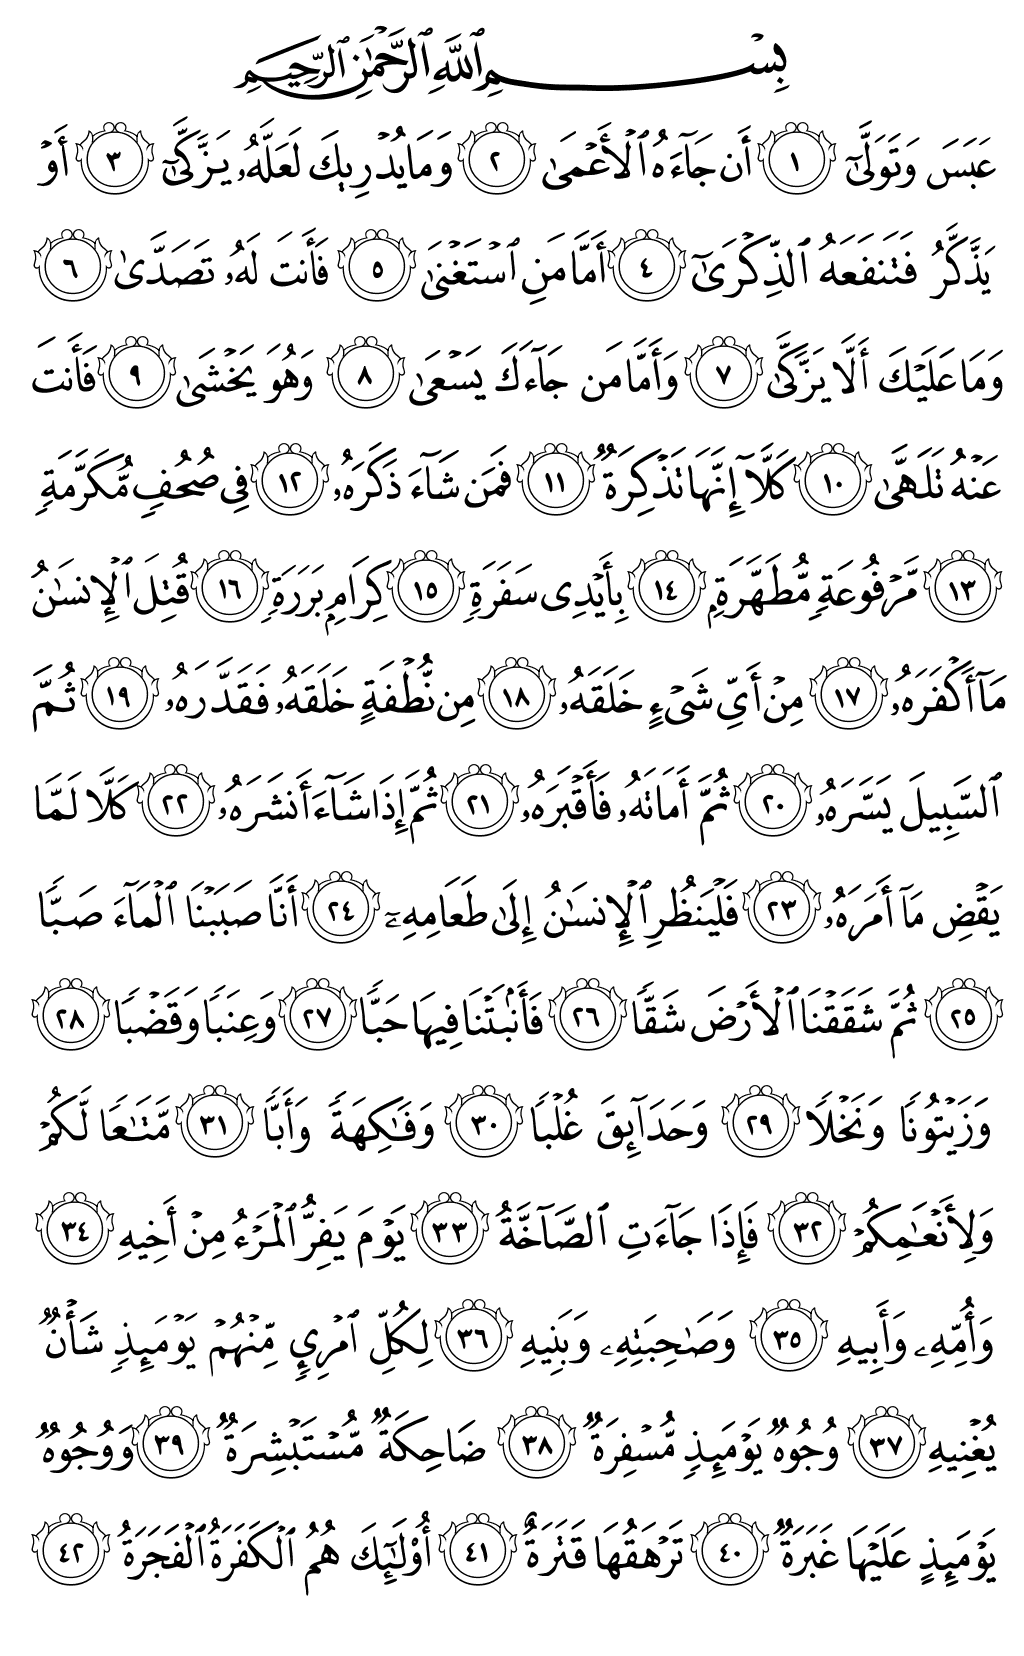 بِسْمِ ٱللَّهِ ٱلرَّحْمَٰنِ ٱلرَّحِيمِ
عَبَسَ وَتَوَلَّىٰٓ ١ أَن جَآءَهُ ٱلْأَعْمَىٰ ٢ وَمَا يُدْرِيكَ لَعَلَّهُۥ يَزَّكَّىٰٓ ٣ أَوْ
يَذَّكَّرُ فَتَنفَعَهُ ٱلذِّكْرَىٰٓ ٤ أَمَّا مَنِ ٱسْتَغْنَىٰ ٥ فَأَنتَ لَهُۥ تَصَدَّىٰ ٦
وَمَا عَلَيْكَ أَلَّا يَزَّكَّىٰ ٧ وَأَمَّا مَن جَآءَكَ يَسْعَىٰ ٨ وَهُوَ يَخْشَىٰ ٩ فَأَنتَ
عَنْهُ تَلَهَّىٰ ١٠ كَلَّآ إِنَّهَا تَذْكِرَةٌ ١١ فَمَن شَآءَ ذَكَرَهُۥ ١٢ فِى صُحُفٍ مُّكَرَّمَةٍ
١٣ مَّرْفُوعَةٍ مُّطَهَّرَةٍۭ ١٤ بِأَيْدِى سَفَرَةٍ ١٥ كِرَامٍۭ بَرَرَةٍ ١٦ قُتِلَ ٱلْإِنسَٰنُ
مَآ أَكْفَرَهُۥ ١٧ مِنْ أَىِّ شَىْءٍ خَلَقَهُۥ ١٨ مِن نُّطْفَةٍ خَلَقَهُۥ فَقَدَّرَهُۥ ١٩ ثُمَّ
ٱلسَّبِيلَ يَسَّرَهُۥ ٢٠ ثُمَّ أَمَاتَهُۥ فَأَقْبَرَهُۥ ٢١ ثُمَّ إِذَا شَآءَ أَنشَرَهُۥ ٢٢ كَلَّا لَمَّا
يَقْضِ مَآ أَمَرَهُۥ ٢٣ فَلْيَنظُرِ ٱلْإِنسَٰنُ إِلَىٰ طَعَامِهِۦٓ ٢٤ أَنَّا صَبَبْنَا ٱلْمَآءَ صَبًّا
٢٥ ثُمَّ شَقَقْنَا ٱلْأَرْضَ شَقًّا ٢٦ فَأَنۢبَتْنَا فِيهَا حَبًّا ٢٧ وَعِنَبًا وَقَضْبًا ٢٨
وَزَيْتُونًا وَنَخْلًا ٢٩ وَحَدَآئِقَ غُلْبًا ٣٠ وَفَٰكِهَةً وَأَبًّا ٣١ مَّتَٰعًا لَّكُمْ
وَلِأَنْعَٰمِكُمْ ٣٢ فَإِذَا جَآءَتِ ٱلصَّآخَّةُ ٣٣ يَوْمَ يَفِرُّ ٱلْمَرْءُ مِنْ أَخِيهِ ٣٤
وَأُمِّهِۦ وَأَبِيهِ ٣٥ وَصَٰحِبَتِهِۦ وَبَنِيهِ ٣٦ لِكُلِّ ٱمْرِئٍ مِّنْهُمْ يَوْمَئِذٍ شَأْنٌ
يُغْنِيهِ ٣٧ وُجُوهٌ يَوْمَئِذٍ مُّسْفِرَةٌ ٣٨ ضَاحِكَةٌ مُّسْتَبْشِرَةٌ ٣٩ وَوُجُوهٌ
يَوْمَئِذٍ عَلَيْهَا غَبَرَةٌ ٤٠ تَرْهَقُهَا قَتَرَةٌ ٤١ أُو۟لَٰٓئِكَ هُمُ ٱلْكَفَرَةُ ٱلْفَجَرَةُ ٤٢